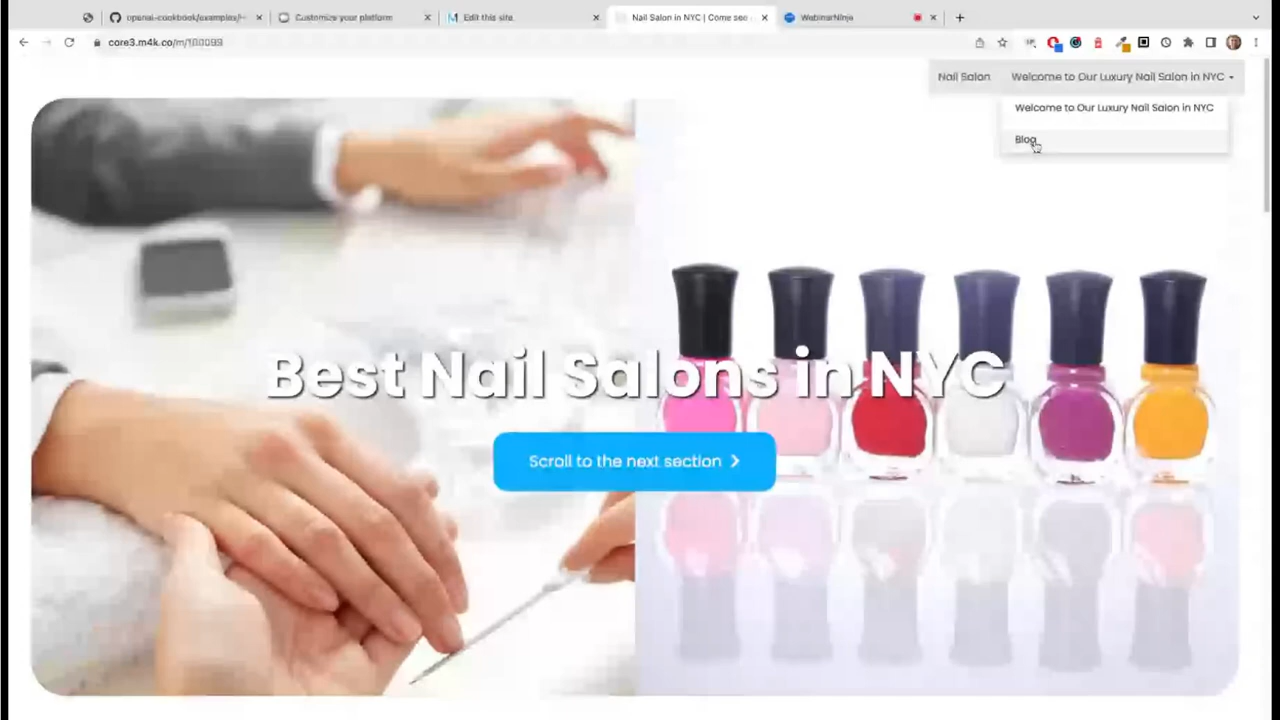 openai-cookbook/examples/
Customize your platform
Edit this site.
Nail Salon in NYC | Come see
WebinarNinja
core3.m4k.co/m/100099
Nail Salon
Welcome to Our Luxury Nail Salon in NYC
Welcome to Our Luxury Nail Salon in NYC
Blog
Best Nail Salons in NYC
Scroll to the next section